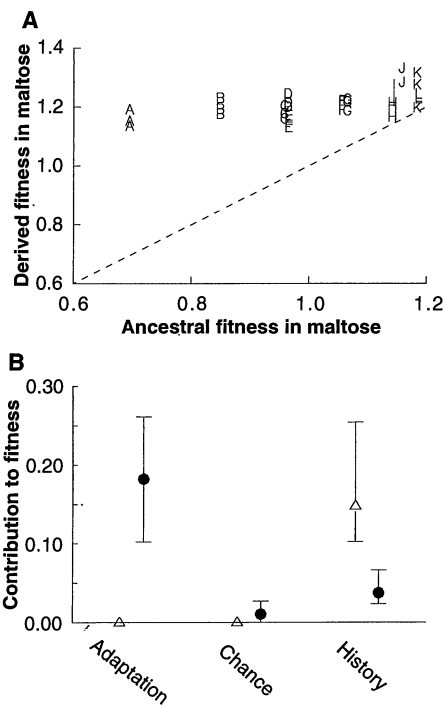 A
1.4
1.2
1.0
0.8
0.6
0.6
0.8
1.0
1.2
Derived fitness in maltose
Ancestral fitness in maltose
A
A
A
B
B
B
D
E
G
J
J
K
K
L
K
B
0.30
0.20
0.10
0.00
Contribution to fitness
Adaptation
Chance
History